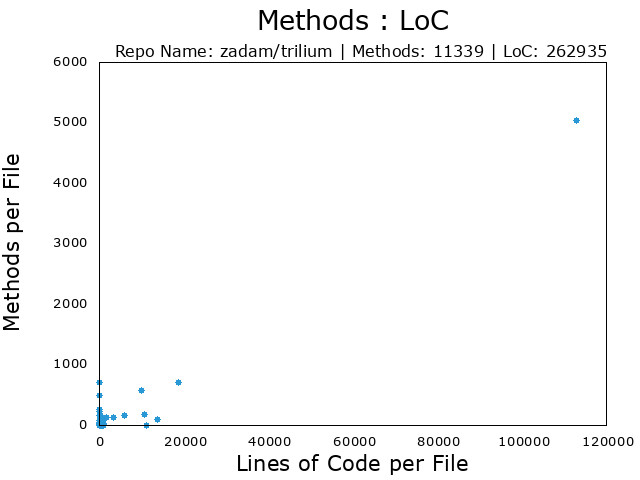 Methods : LoC
Repo Name: zadam/trilium | Methods: 11339 | LoC: 262935
6000
5000
4000
3000
2000
1000
0
Methods per File
0 20000 40000 60000 80000 100000 120000
Lines of Code per File